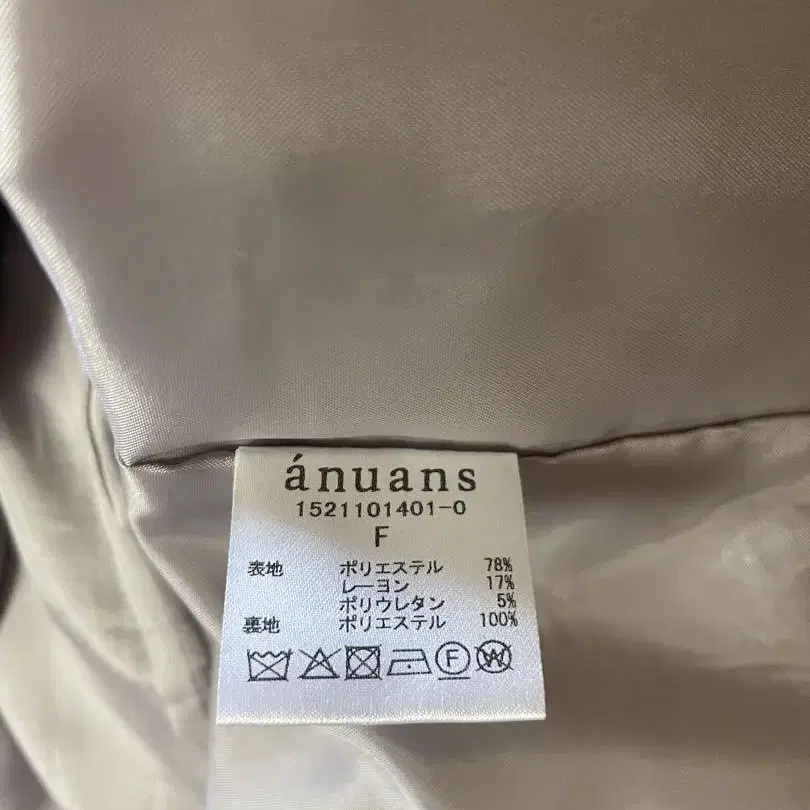 ánuans
1521101401-0
F
表地 ポリエステル 78%
レーヨン 17%
ポリウレタン 5%
裏地 ポリエステル 100%
F W